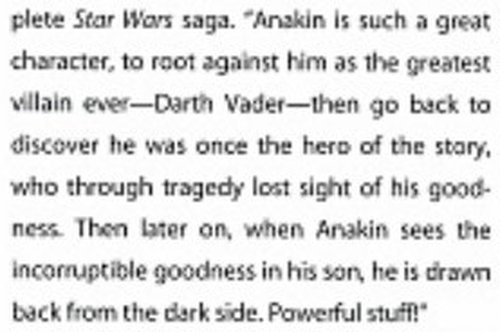 plete Star Wars saga. "Anakin is such a great
character, to root against him as the greatest
villain ever—Darth Vader—then go back to
discover he was once the hero of the story,
who through tragedy lost sight of his good-
ness. Then later on, when Anakin sees the
incorruptible goodness in his son, he is drawn
back from the dark side. Powerful stuff!"